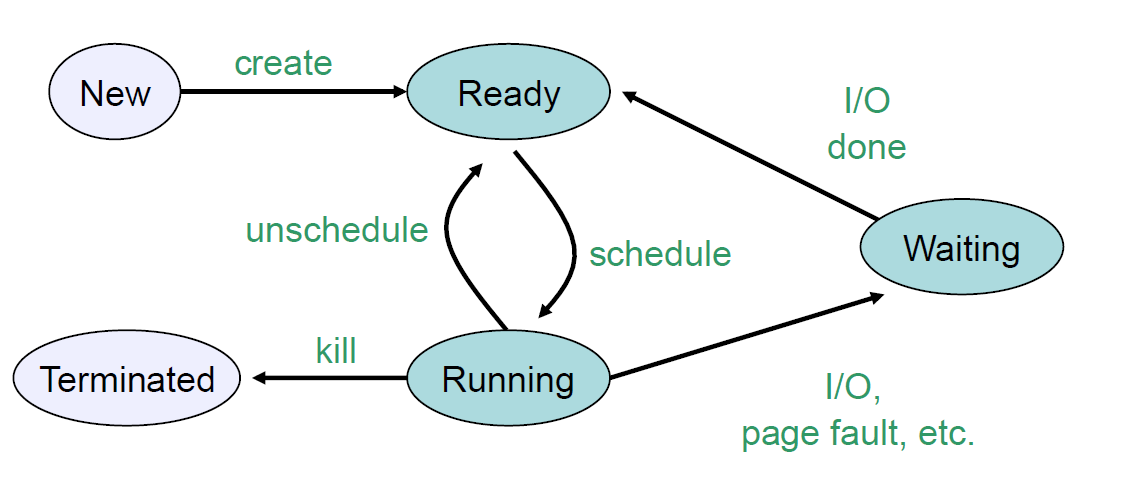 New
create
Ready
I/O
done
unschedule
schedule
Waiting
Terminated
kill
Running
I/O,
page fault, etc.